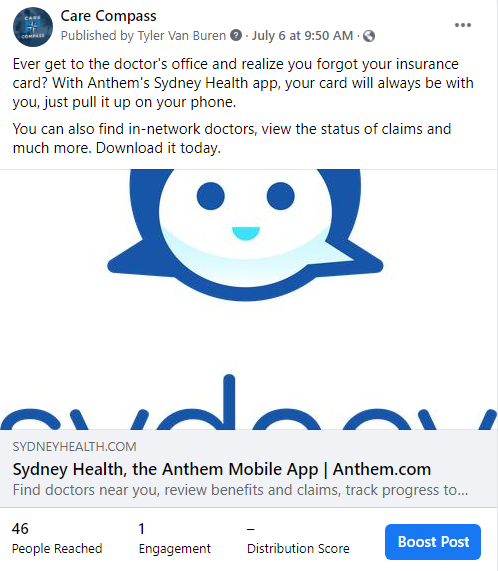 CARE
COMPASS
Care Compass
Published by Tyler Van Buren · July 6 at 9:50 AM ·
Ever get to the doctor's office and realize you forgot your insurance
card? With Anthem's Sydney Health app, your card will always be with
you, just pull it up on your phone.
You can also find in-network doctors, view the status of claims and
much more. Download it today.
sydney
SYDNEYHEALTH.COM
Sydney Health, the Anthem Mobile App | Anthem.com
Find doctors near you, review benefits and claims, track progress to...
46 1 –
People Reached Engagement Distribution Score
Boost Post